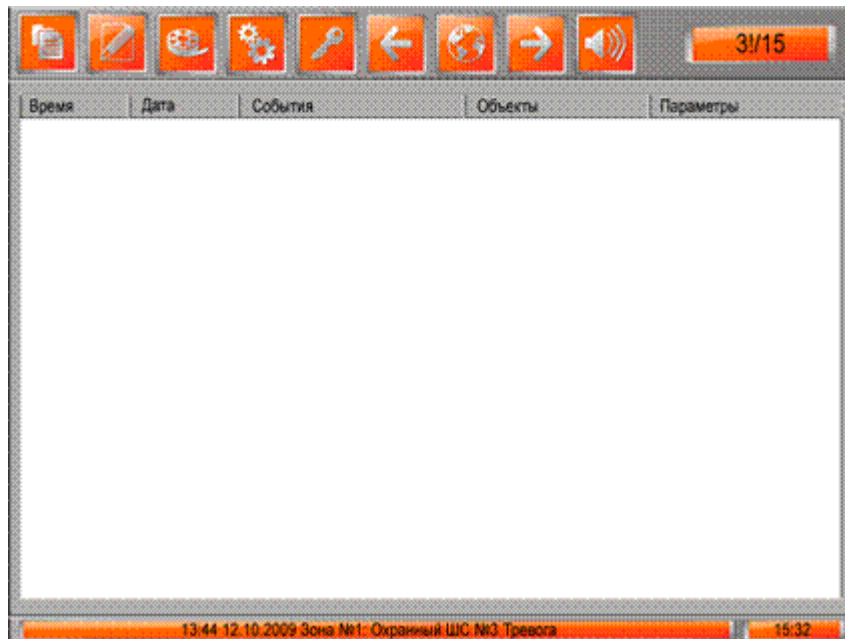 3!/15
Время Дата События Объекты Параметры
13:44 12.10.2009 Зона №1: Охранный ШС №3 Тревога 15:32